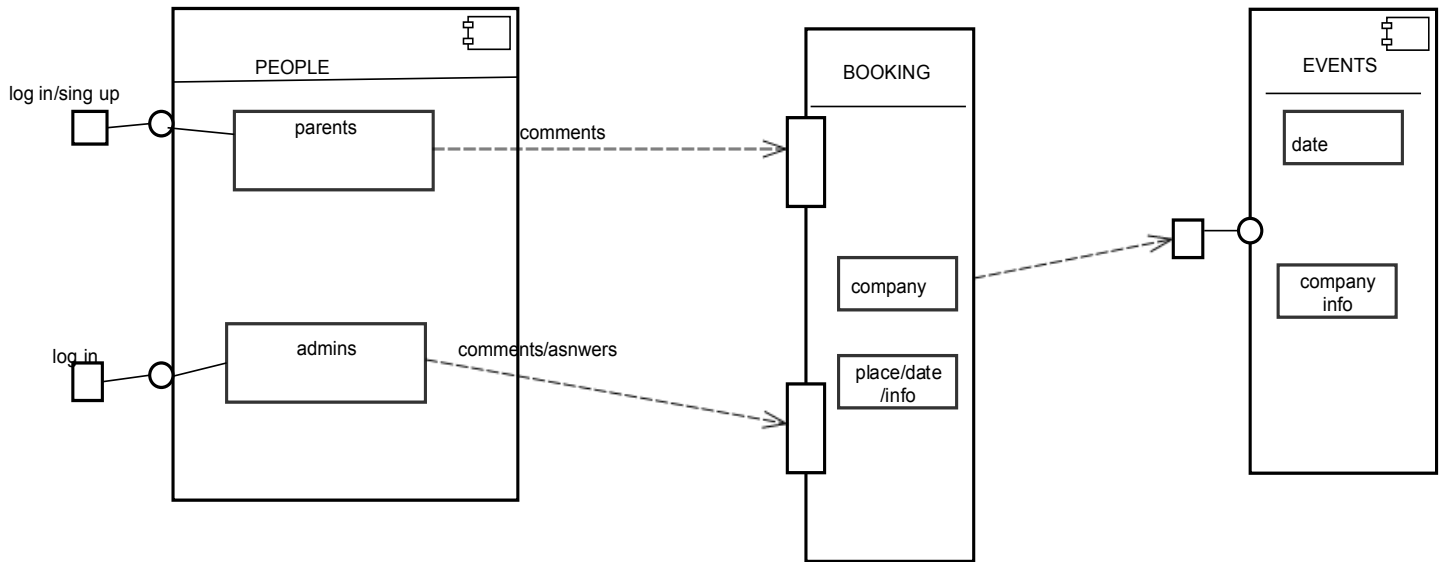 PEOPLE
log in/sing up
parents
comments
log in
admins
comments/asnwers
BOOKING
company
place/date
/info
EVENTS
date
company
info